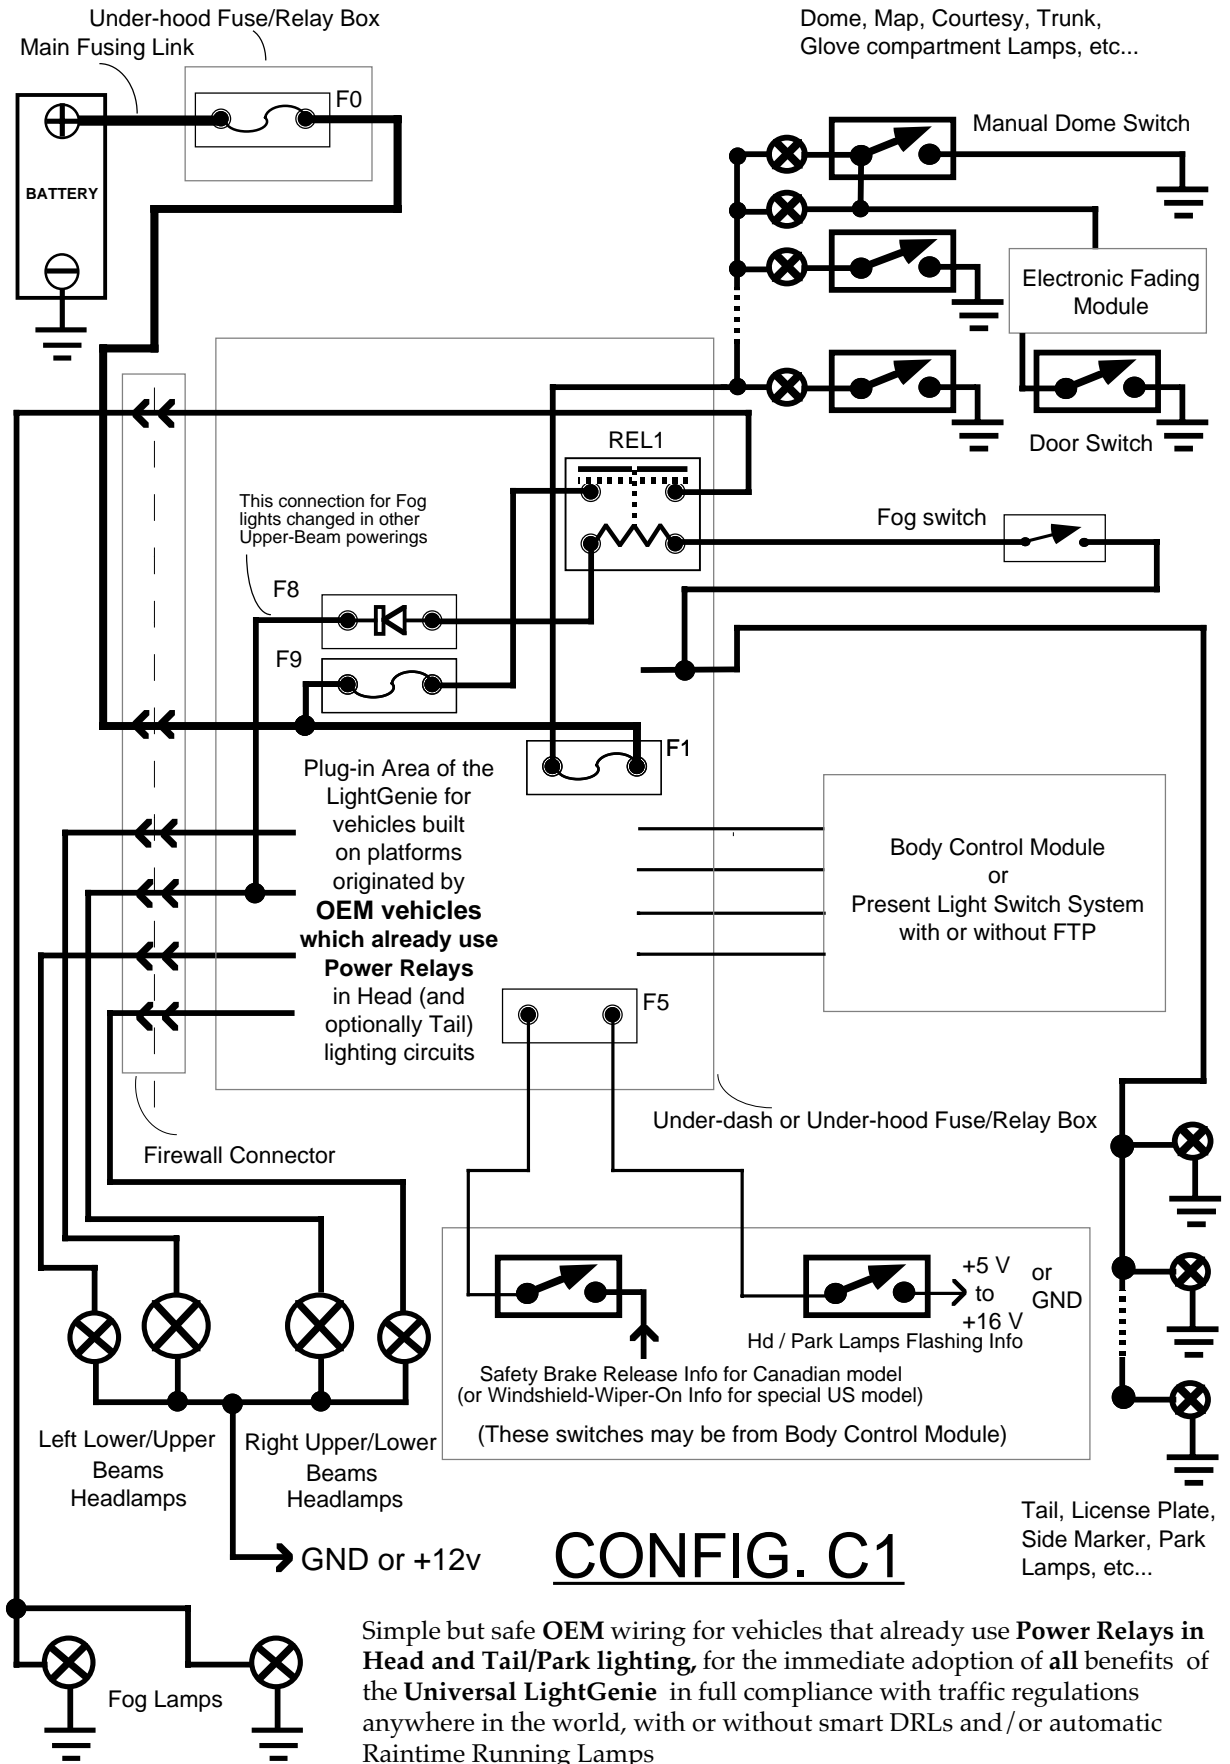 Under-hood Fuse/Relay Box
Main Fusing Link
F0
BATTERY
Dome, Map, Courtesy, Trunk,
Glove compartment Lamps, etc...
Manual Dome Switch
Electronic Fading
Module
Door Switch
REL1
This connection for Fog
lights changed in other
Upper-Beam powerings
Fog switch
F8
F9
F1
Plug-in Area of the
LightGenie for
vehicles built
on platforms
originated by
OEM vehicles
which already use
Power Relays
in Head (and
optionally Tail)
lighting circuits
Body Control Module
or
Present Light Switch System
with or without FTP
F5
Under-dash or Under-hood Fuse/Relay Box
Firewall Connector
+5 V
to
+16 V
or
GND
Hd / Park Lamps Flashing Info
Safety Brake Release Info for Canadian model
(or Windshield-Wiper-On Info for special US model)
(These switches may be from Body Control Module)
Left Lower/Upper
Beams
Headlamps
Right Upper/Lower
Beams
Headlamps
GND or +12v
Tail, License Plate,
Side Marker, Park
Lamps, etc...
CONFIG. C1
Fog Lamps
Simple but safe OEM wiring for vehicles that already use Power Relays in
Head and Tail/Park lighting, for the immediate adoption of all benefits of
the Universal LightGenie in full compliance with traffic regulations
anywhere in the world, with or without smart DRLs and/or automatic
Raintime Running Lamps